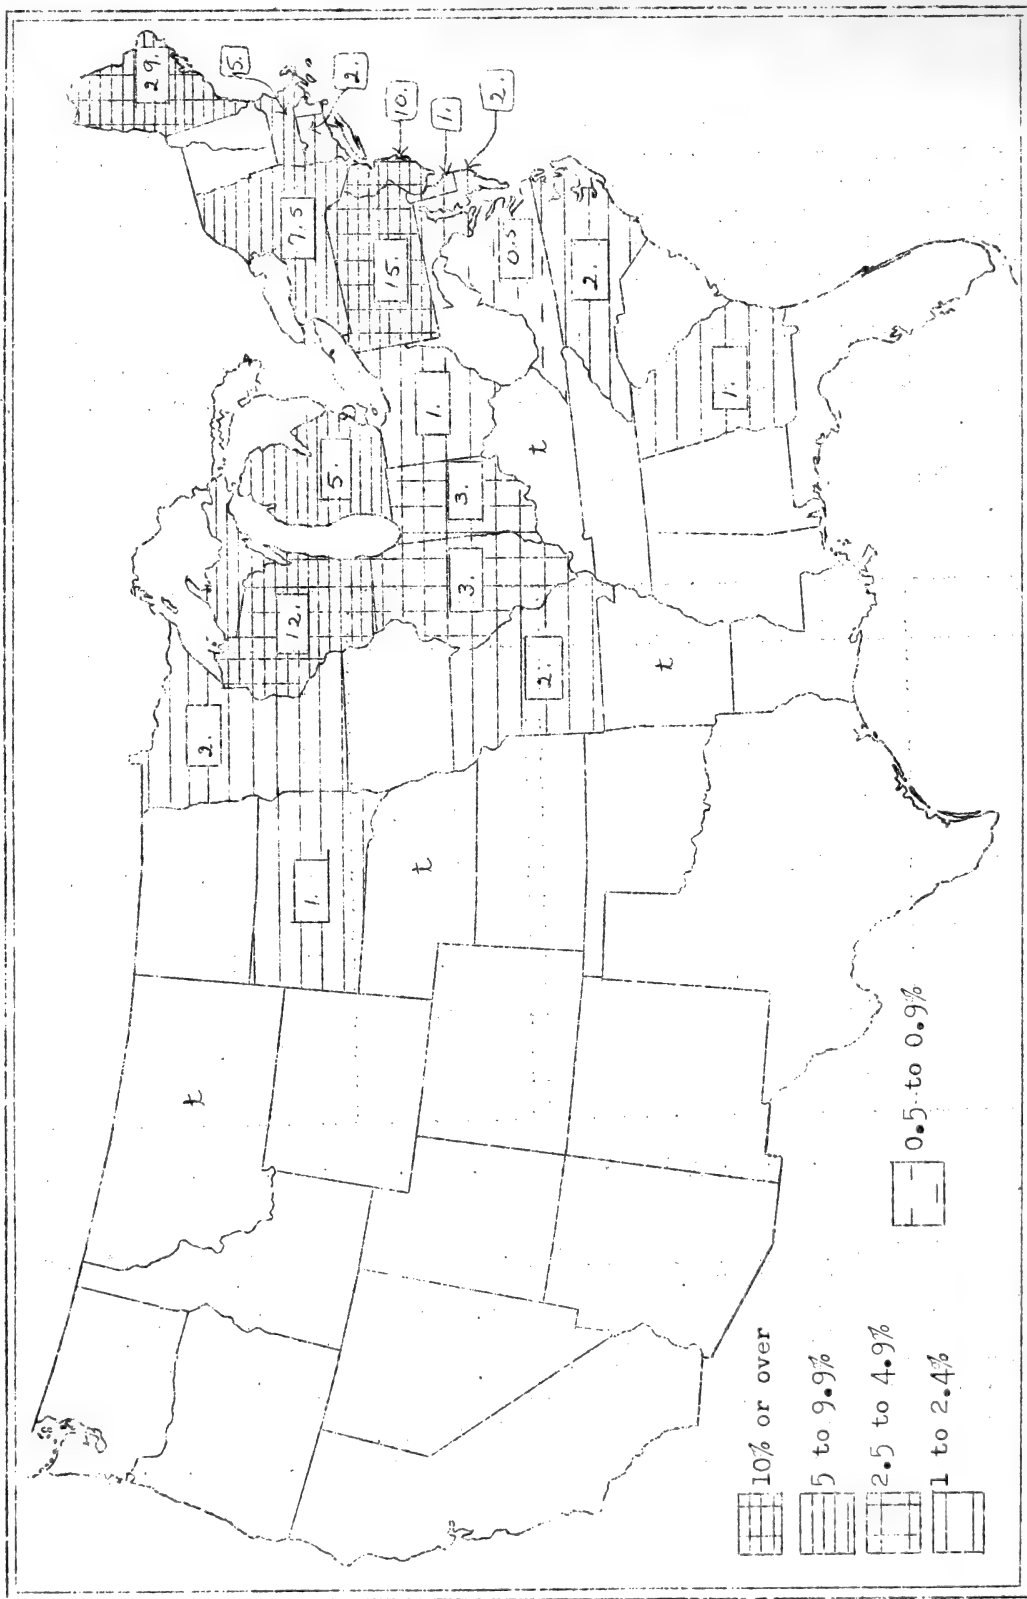 29.
5.
2.
10.
1.
2.
7.5
15.
0.5
2.
1.
1.
5.
3.
t
12.
3.
2.
2.
t
1.
t
t
10% or over
5 to 9.9%
2.5 to 4.9%
1 to 2.4%
0.5 to 0.9%